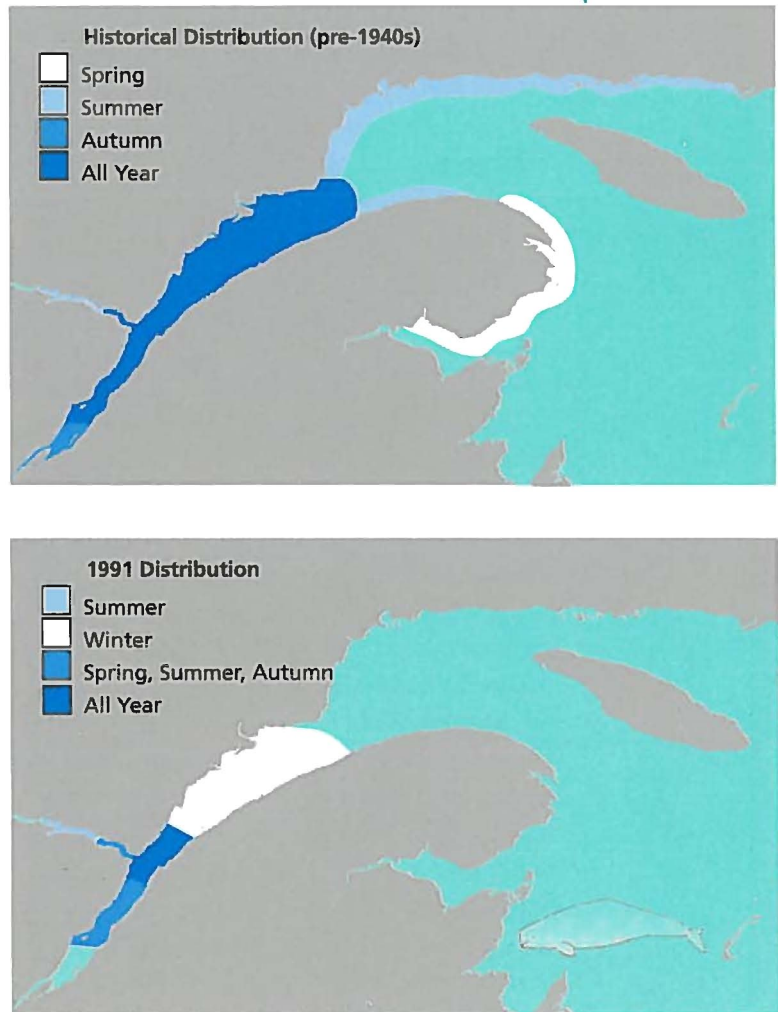 Historical Distribution (pre-1940s)
Spring
Summer
Autumn
All Year
1991 Distribution
Summer
Winter
Spring, Summer, Autumn
All Year